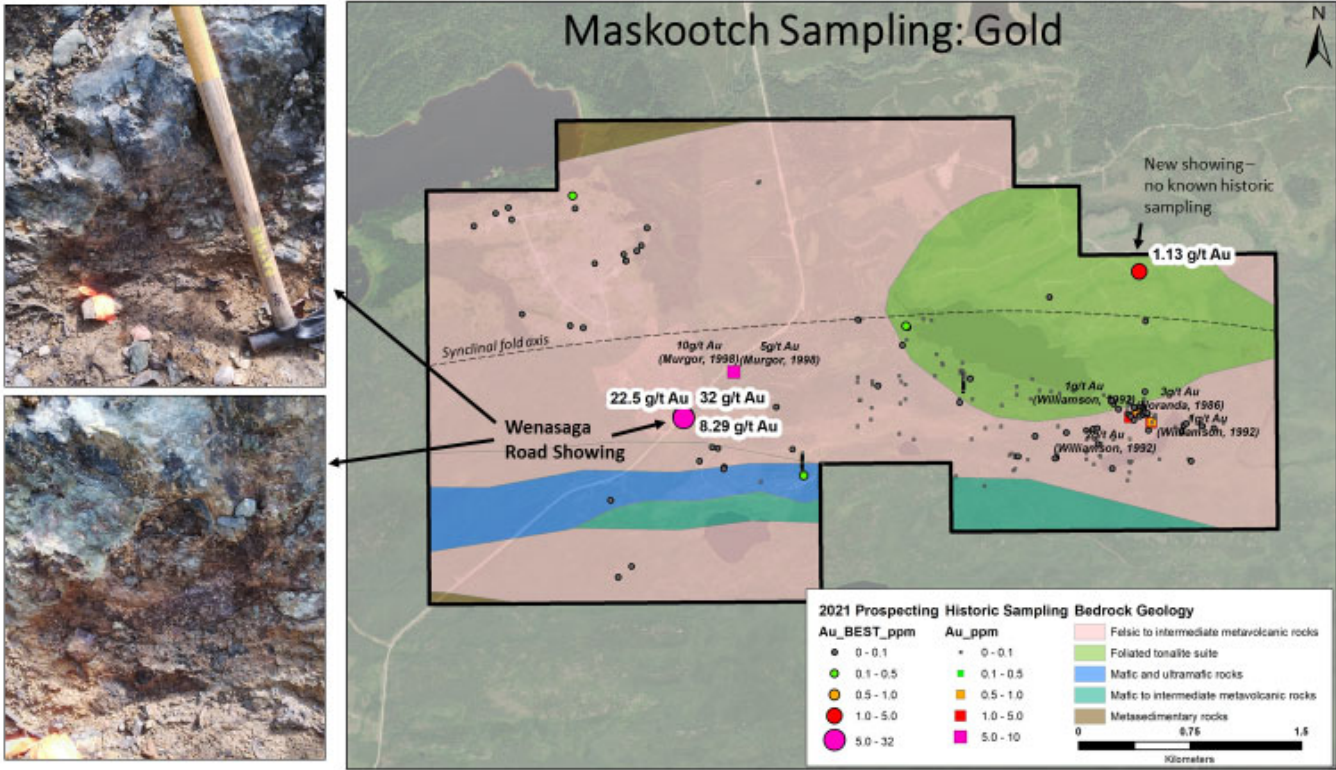 Maskootch Sampling: Gold
N
New showing–
no known historic
sampling
1.13 g/t Au
Synclinal fold axis
10g/t Au
(Murgor, 1998)
5g/t Au
(Murgor, 1998)
22.5 g/t Au
32 g/t Au
8.29 g/t Au
Wenasaga
Road Showing
1g/t Au
(Williamson, 1992)
3g/t Au
(Noranda, 1986)
g/t Au
(Williamson, 1992)
g/t Au
(Williamson, 1992)
2021 Prospecting
Au_BEST_ppm
0 - 0.1
0.1 - 0.5
0.5 - 1.0
1.0 - 5.0
5.0 - 32
Historic Sampling
Au_ppm
0 - 0.1
0.1 - 0.5
0.5 - 1.0
1.0 - 5.0
5.0 - 10
Bedrock Geology
Felsic to intermediate metavolcanic rocks
Foliated tonalite suite
Mafic and ultramafic rocks
Mafic to intermediate metavolcanic rocks
Metasedimentary rocks
0 0.75 1.5
Kilometers